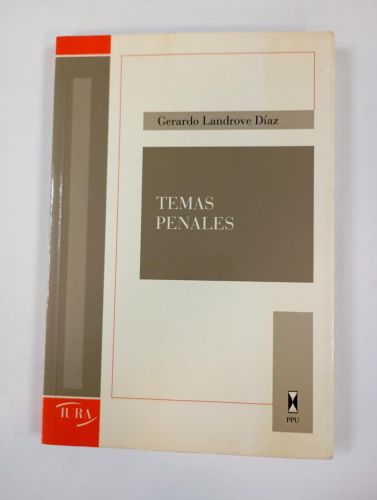 Gerardo Landrove Díaz
TEMAS
PENALES
IURA
PPU